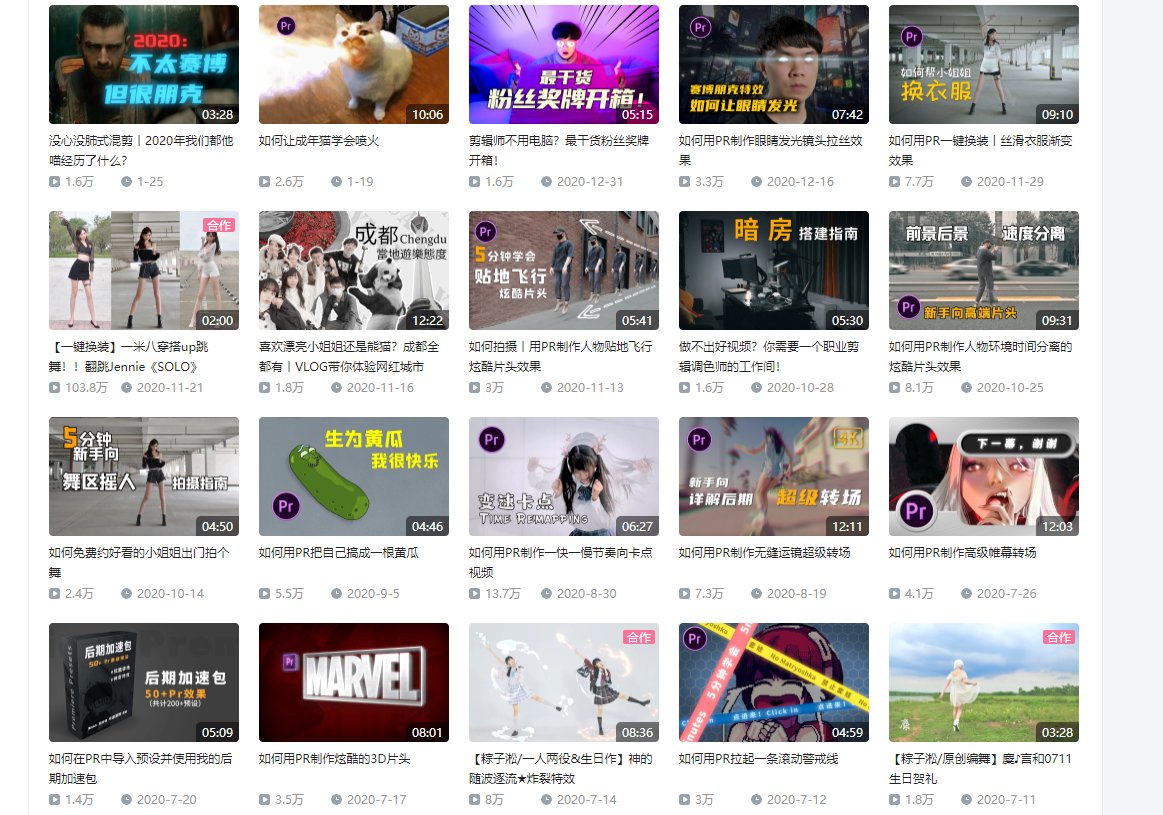 2020:
不太赛博
但很朋克
03:28
没心没肺式混剪丨2020年我们都他
喵经历了什么?
1.6万
1-25
Pr
10:06
如何让成年猫学会喷火
2.6万
1-19
最干货
粉丝奖牌开箱!
05:15
剪辑师不用电脑? 最干货粉丝奖牌
开箱!
1.6万
2020-12-31
Pr
赛博朋克特效
如何让眼睛发光
07:42
如何用PR制作眼睛发光镜头拉丝效
果
3.3万
2020-12-16
Pr
如何帮小姐姐
换衣服
09:10
如何用PR一键换装丨丝滑衣服渐变
效果
7.7万
2020-11-29
合作
02:00
【一键换装】一米八穿搭up跳
舞!! 翻跳Jennie《SOLO》
103.8万
2020-11-21
成都
Chengdu
當地遊樂態度
12:22
喜欢漂亮小姐姐还是熊猫? 成都全
都有丨VLOG带你体验网红城市
1.8万
2020-11-16
Pr
5分钟学会
贴地飞行
炫酷片头
05:41
如何拍摄丨用PR制作人物贴地飞行
炫酷片头效果
3万
2020-11-13
暗房 搭建指南
05:30
做不出好视频? 你需要一个职业剪
辑调色师的工作间!
1.6万
2020-10-28
前景后景 速度分离
Pr
新手向高端片头
09:31
如何用PR制作人物环境时间分离的
炫酷片头效果
8.1万
2020-10-25
5分钟
新手向
舞区摇人 拍摄指南
04:50
如何免费约好看的小姐姐出门拍个
舞
2.4万
2020-10-14
生为黄瓜
我很快乐
Pr
04:46
如何用PR把自己搞成一根黄瓜
5.5万
2020-9-5
Pr
变速卡点
TIME REMAPPING
06:27
如何用PR制作一快一慢节奏向卡点
视频
13.7万
2020-8-30
Pr
4K
新手向
详解后期 超级转场
12:11
如何用PR制作无缝运镜超级转场
7.3万
2020-8-19
下一幕,谢谢
Pr
12:03
如何用PR制作高级帷幕转场
4.1万
2020-7-26
Premiere Presets
后期加速包
50+ Pr
后期加速包
50+Pr效果
(共计200+预设)
05:09
如何在PR中导入预设并使用我的后
期加速包
1.4万
2020-7-20
Pr
MARVEL
08:01
如何用PR制作炫酷的3D片头
3.5万
2020-7-17
合作
08:36
【粽子淞/一人两役&生日作】神的
随波逐流★炸裂特效
8万
2020-7-14
Pr
5分钟学会
No Matryoshka
禁止套娃
点进来! Click in 点进来!
04:59
如何用PR拉起一条滚动警戒线
3万
2020-7-12
合作
03:28
【粽子淞/原创编舞】麌♪言和0711
生日贺礼
1.8万
2020-7-11